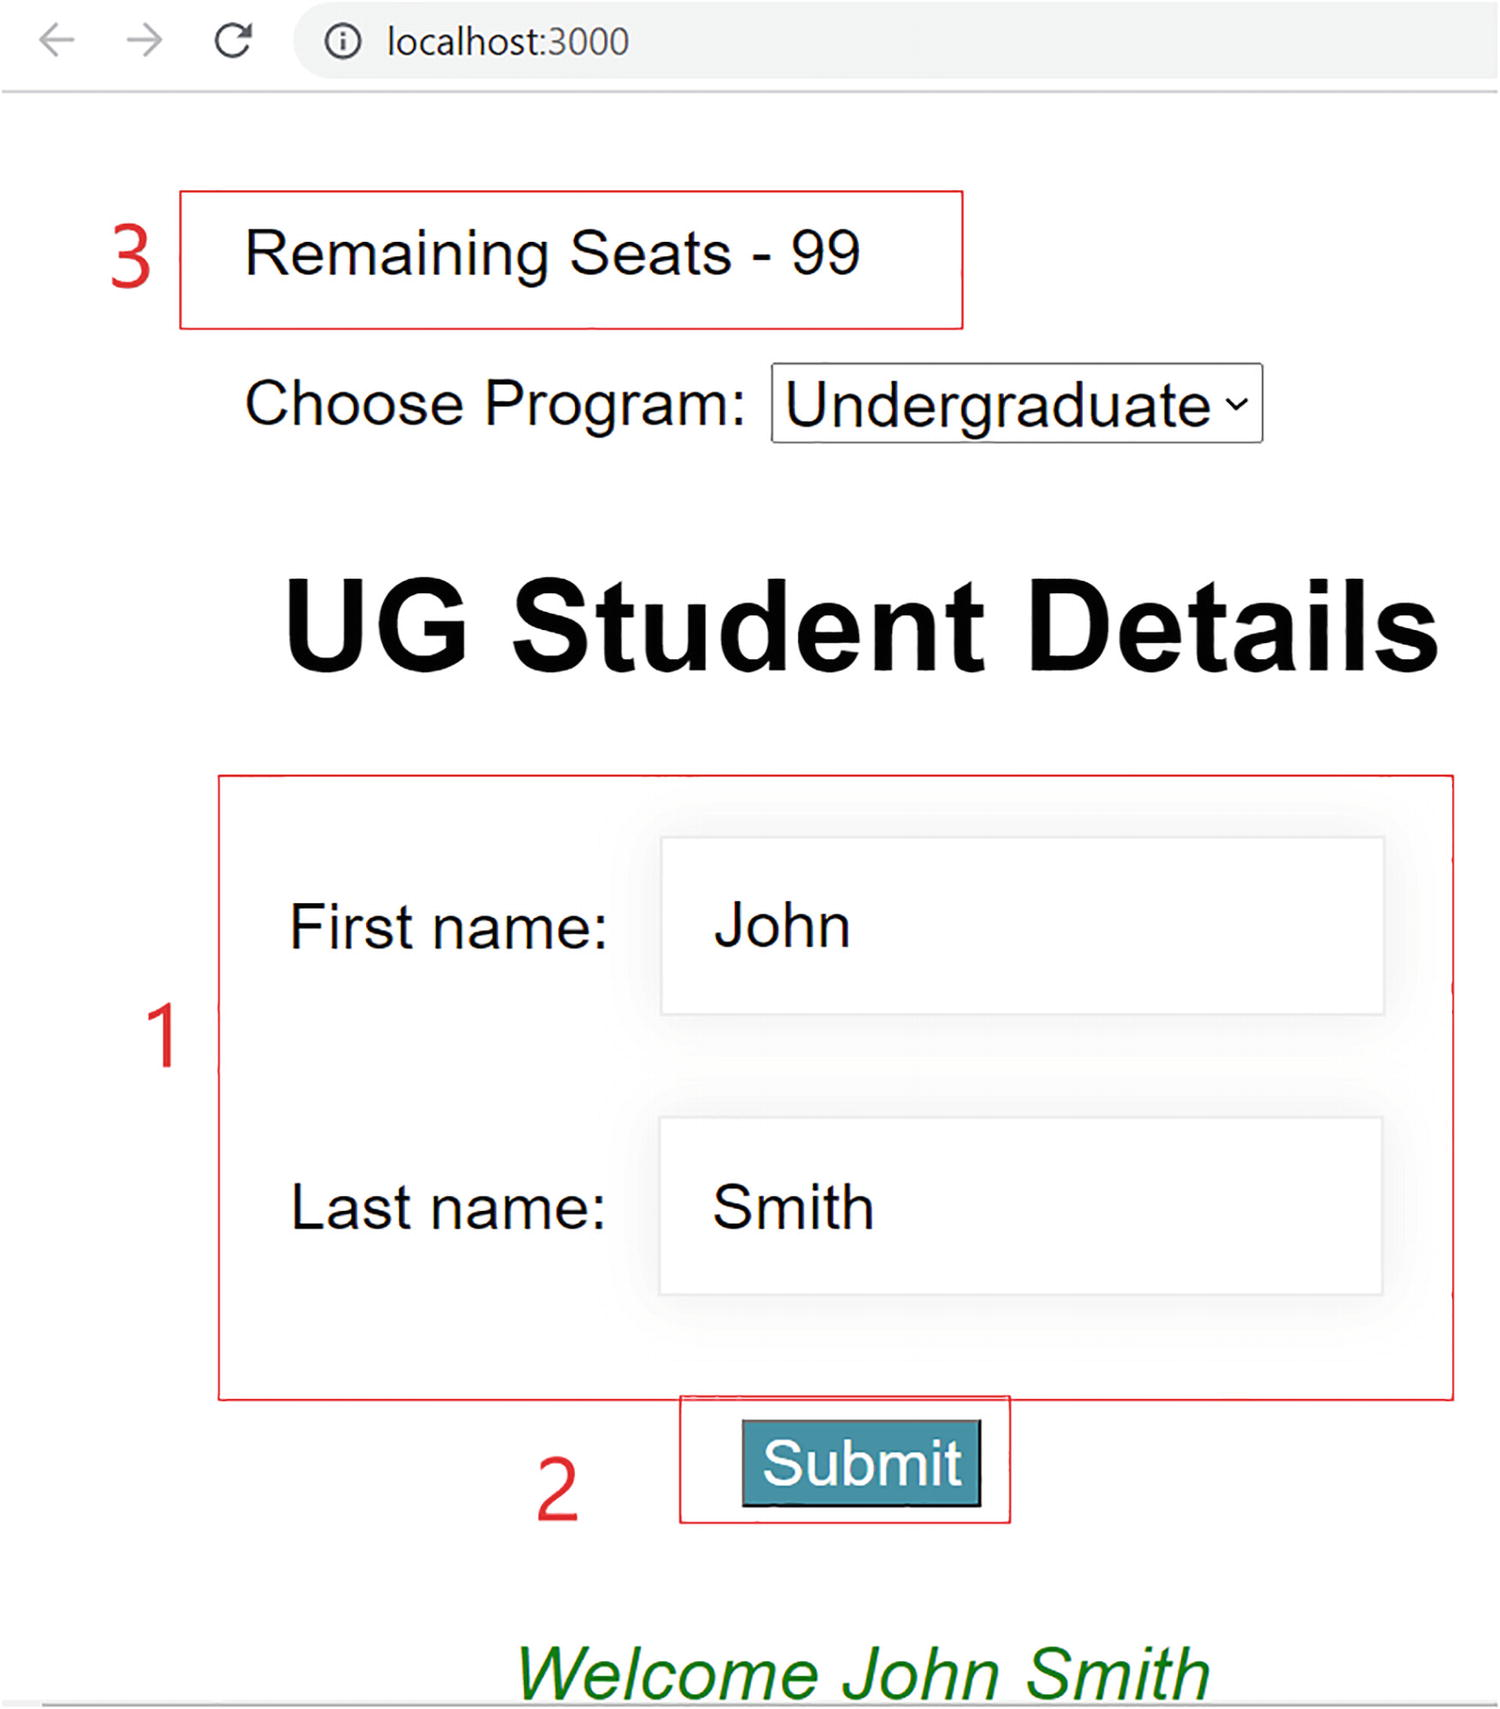 localhost:3000
3 Remaining Seats - 99
Choose Program: Undergraduate
UG Student Details
First name: John
1
Last name: Smith
Submit
2
Welcome John Smith